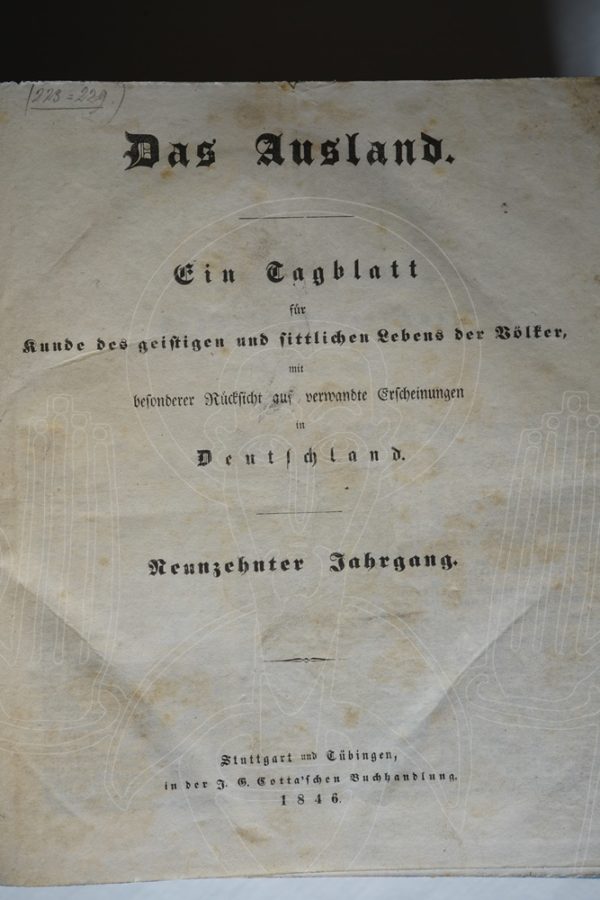 (223=229.)
Das Ausland.
Ein Tagblatt
für
Kunde des geistigen und sittlichen Lebens der Völker,
mit
besonderer Rücksicht auf verwandte Erscheinungen
in
Deutschland.
Neunzehnter Jahrgang.
Stuttgart und Tübingen,
in der J. G. Cotta'schen Buchhandlung.
1846.